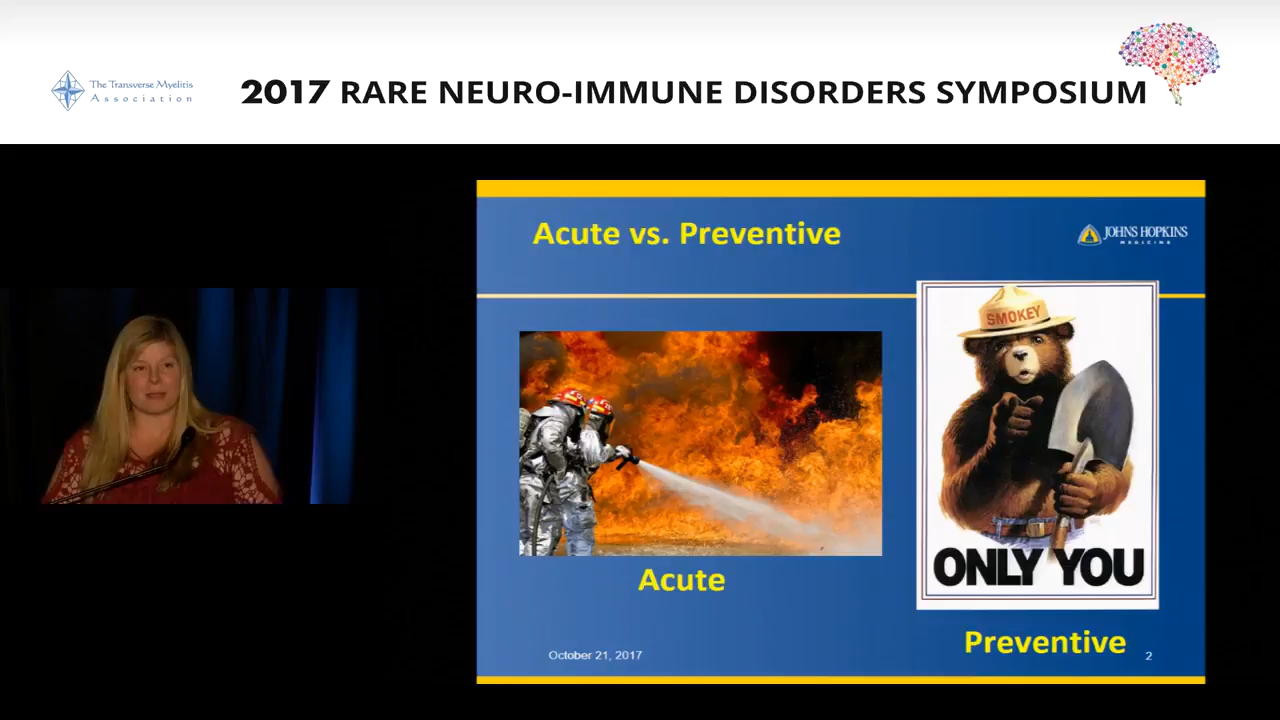 The Transverse Myelitis
Association
2017 RARE NEURO-IMMUNE DISORDERS SYMPOSIUM
Acute vs. Preventive
JOHNS HOPKINS
MEDICINE
SMOKEY
ONLY YOU
Acute
Preventive
October 21, 2017
2